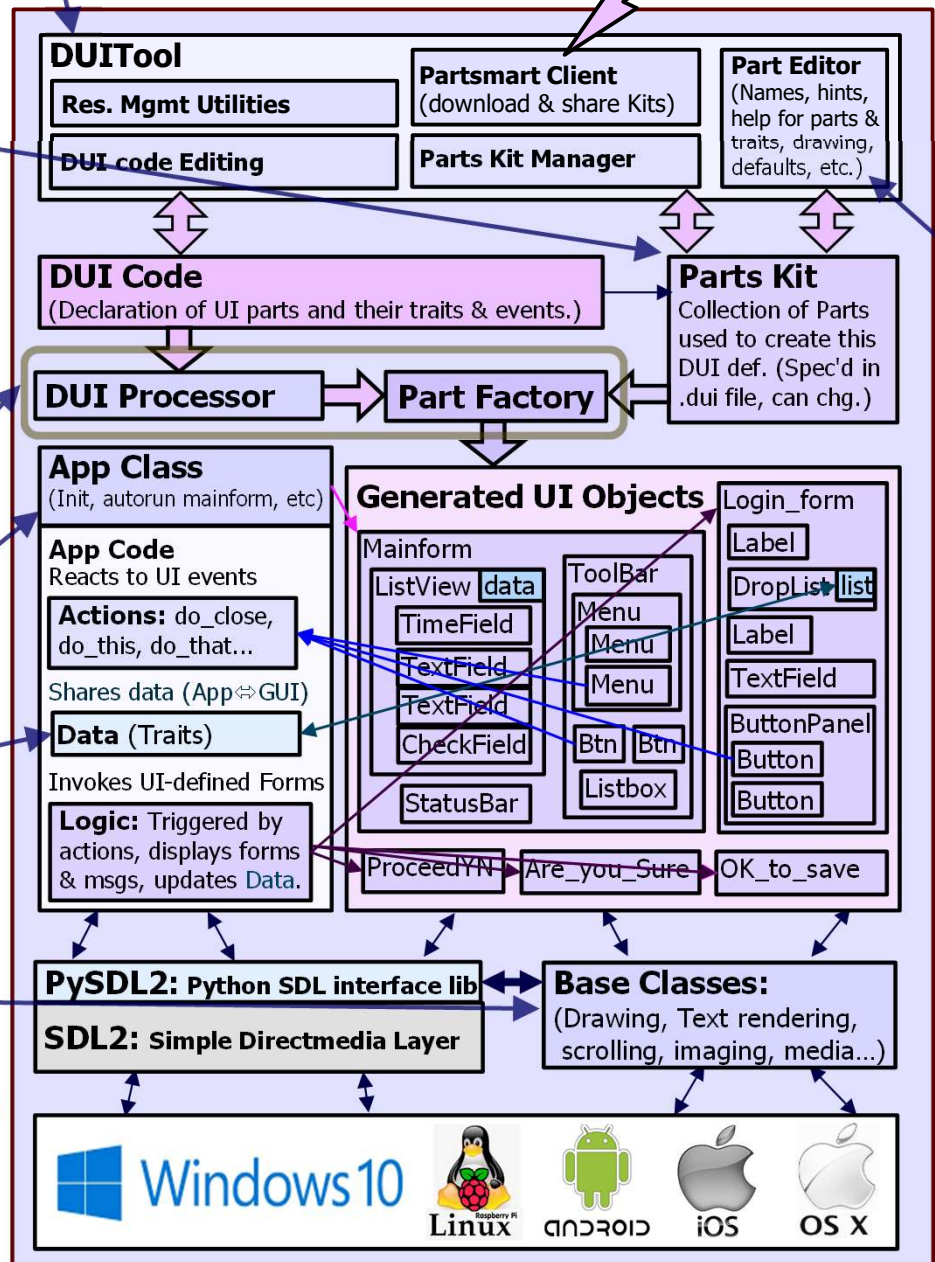 DUITool
Res. Mgmt Utilities
DUI code Editing
Partsmart Client
(download & share Kits)
Parts Kit Manager
Part Editor
(Names, hints,
help for parts &
traits, drawing,
defaults, etc.)
DUI Code
(Declaration of UI parts and their traits & events.)
Parts Kit
Collection of Parts
used to create this
DUI def. (Spec'd in
.dui file, can chg.)
DUI Processor
Part Factory
App Class
(Init, autorun mainform, etc)
App Code
Reacts to UI events
Actions: do_close,
do_this, do_that...
Shares data (App⇔GUI)
Data (Traits)
Invokes UI-defined Forms
Logic: Triggered by
actions, displays forms
& msgs, updates Data.
Generated UI Objects
Mainform
ListView data
TimeField
TextField
TextField
CheckField
StatusBar
ToolBar
Menu
Menu
Menu
Btn Btn
Listbox
Login_form
Label
DropList list
Label
TextField
ButtonPanel
Button
Button
ProceedYN
Are_you_Sure
OK_to_save
PySDL2: Python SDL interface lib
SDL2: Simple Directmedia Layer
Base Classes:
(Drawing, Text rendering,
scrolling, imaging, media...)
Windows 10
Raspberry Pi
Linux
ANDROID
iOS
OS X